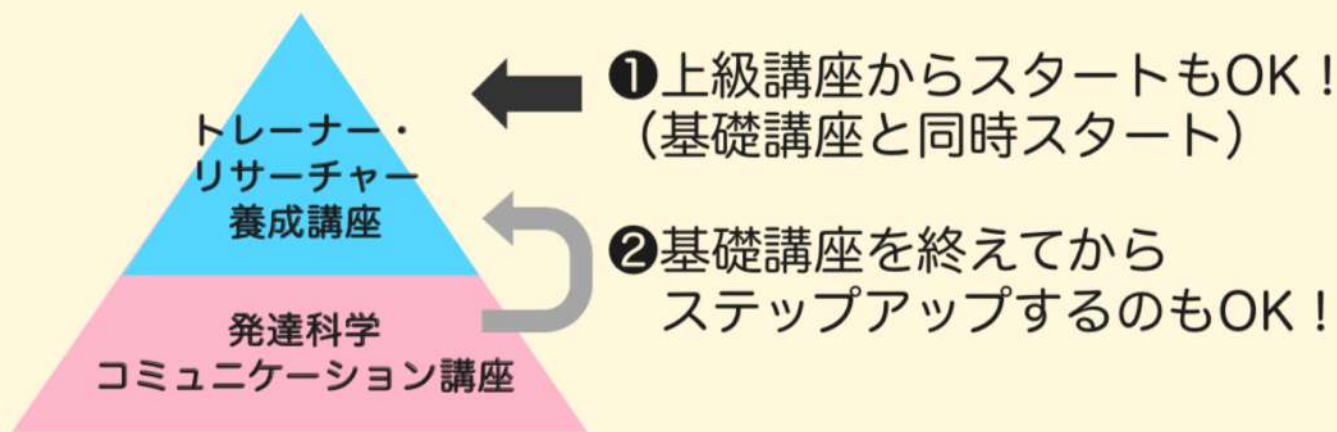 トレーナー・
リサーチャー
養成講座
発達科学
コミュニケーション講座
❶上級講座からスタートもOK！
（基礎講座と同時スタート）
❷基礎講座を終えてから
ステップアップするのもOK！